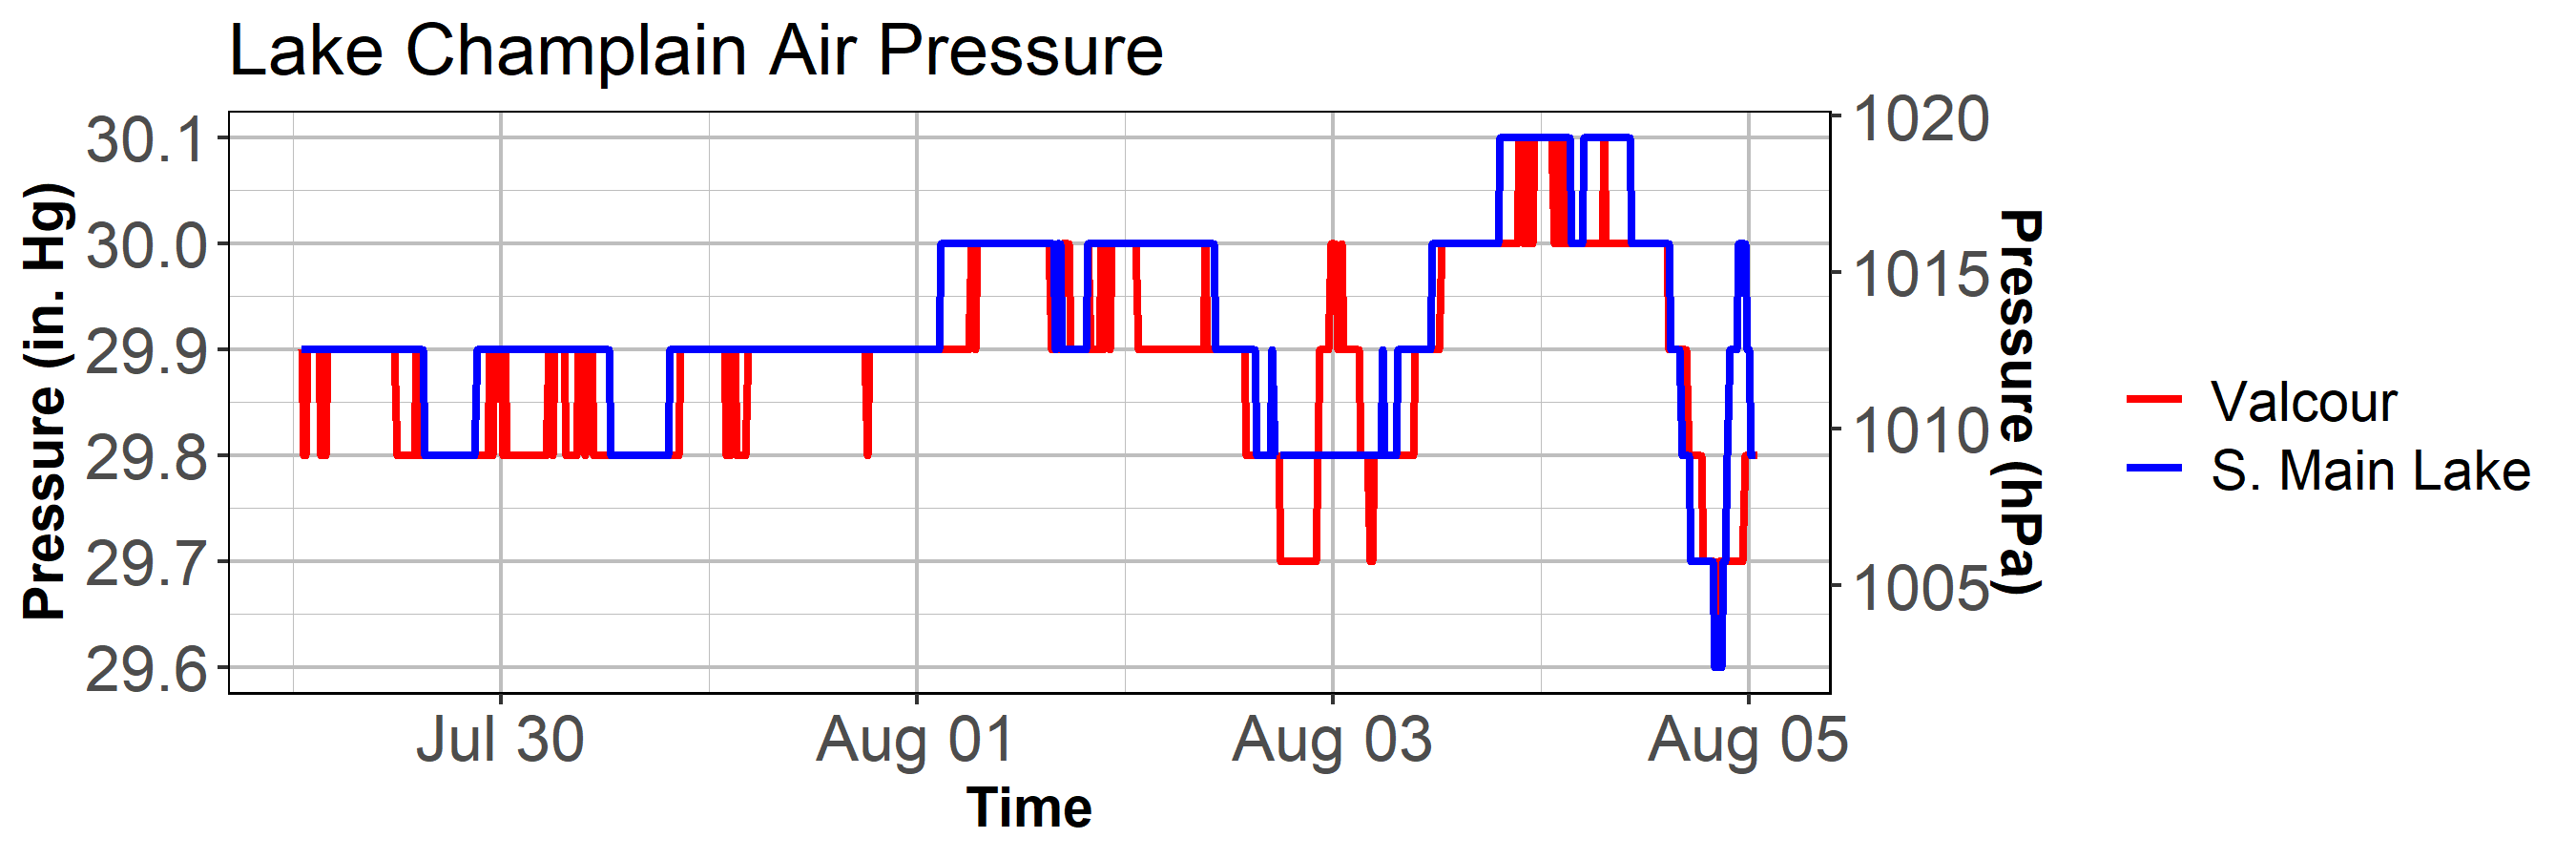 Lake Champlain Air Pressure
Pressure (in. Hg)
30.1
30.0
29.9
29.8
29.7
29.6
1020
1015
1010
1005
Pressure (hPa)
Jul 30
Aug 01
Aug 03
Aug 05
Time
Valcour
S. Main Lake